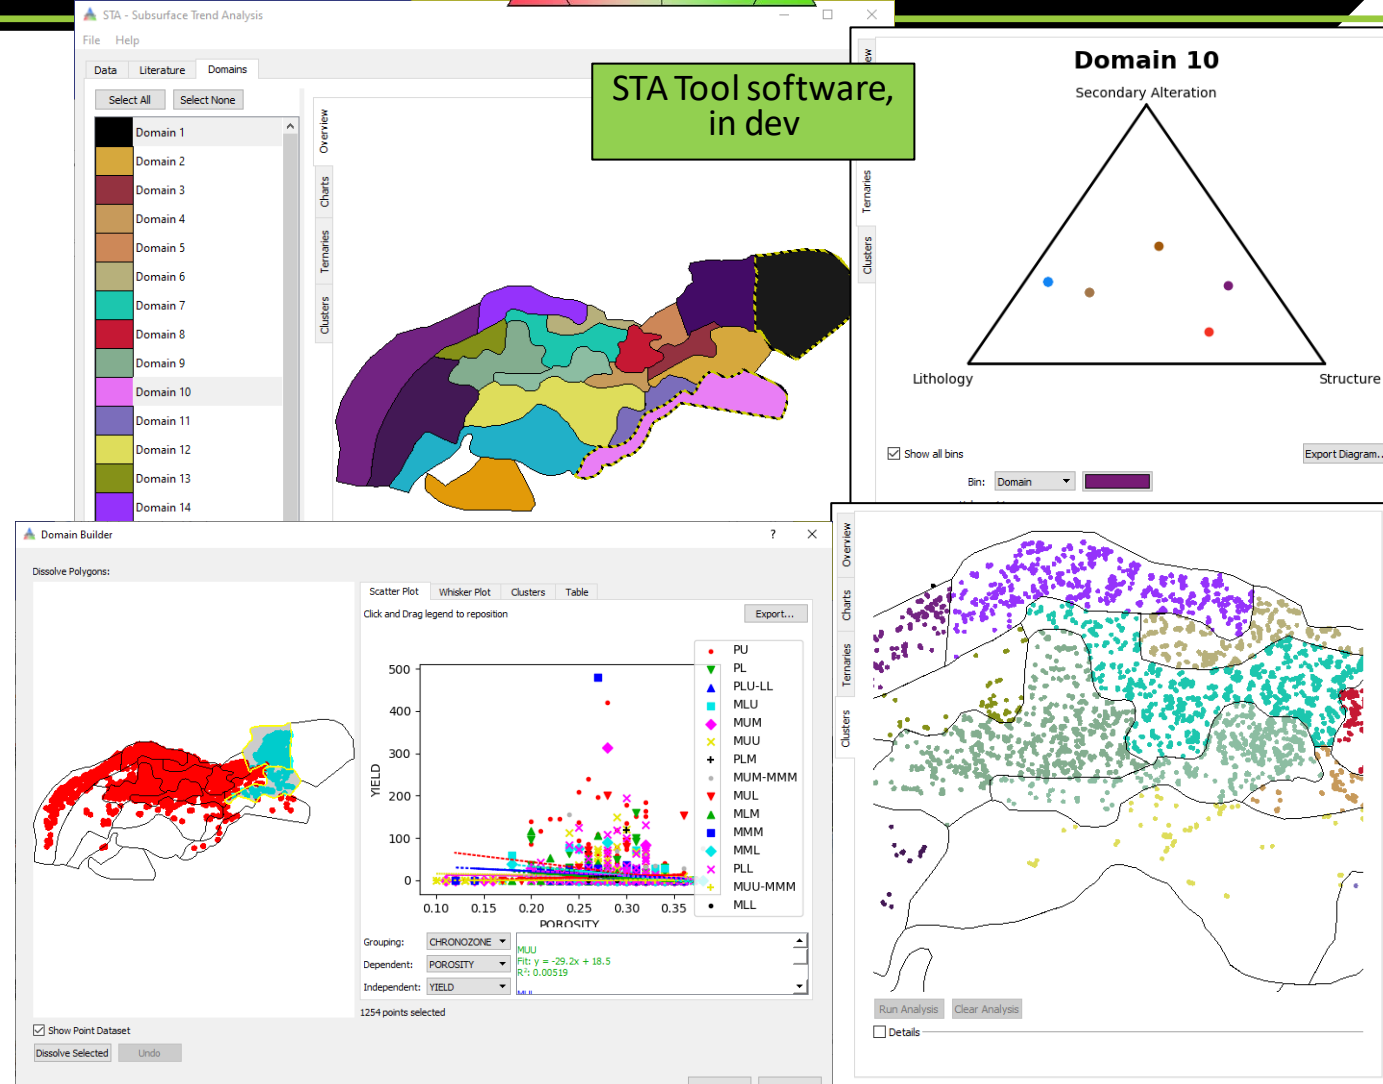 STA - Subsurface Trend Analysis
File Help
Data Literature Domains
Select All Select None
Domain 1
Domain 2
Domain 3
Domain 4
Domain 5
Domain 6
Domain 7
Domain 8
Domain 9
Domain 10
Domain 11
Domain 12
Domain 13
Domain 14
Overview
Charts
Ternaries
Clusters
STA Tool software,
in dev
Ternaries
Clusters
Domain 10
Secondary Alteration
Lithology
Structure
Show all bins
Export Diagram..
Bin: Domain
Domain Builder
Dissolve Polygons:
Scatter Plot Whisker Plot Clusters Table
Click and Drag legend to reposition
Export...
YIELD
500
400
300
200
100
0
0.10 0.15 0.20 0.25 0.30 0.35
POROSITY
PU
PL
PLU-LL
MLU
MUM
MUU
PLM
MUM-MMM
MUL
MLM
MMM
MML
PLL
MUU-MMM
MLL
Grouping: CHRONOZONE
Dependent: POROSITY
Independent: YIELD
MUU
Fit: y = -29.2x + 18.5
R²: 0.00519
MUL
1254 points selected
Show Point Dataset
Dissolve Selected Undo
Overview
Charts
Ternaries
Clusters
Run Analysis Clear Analysis
Details